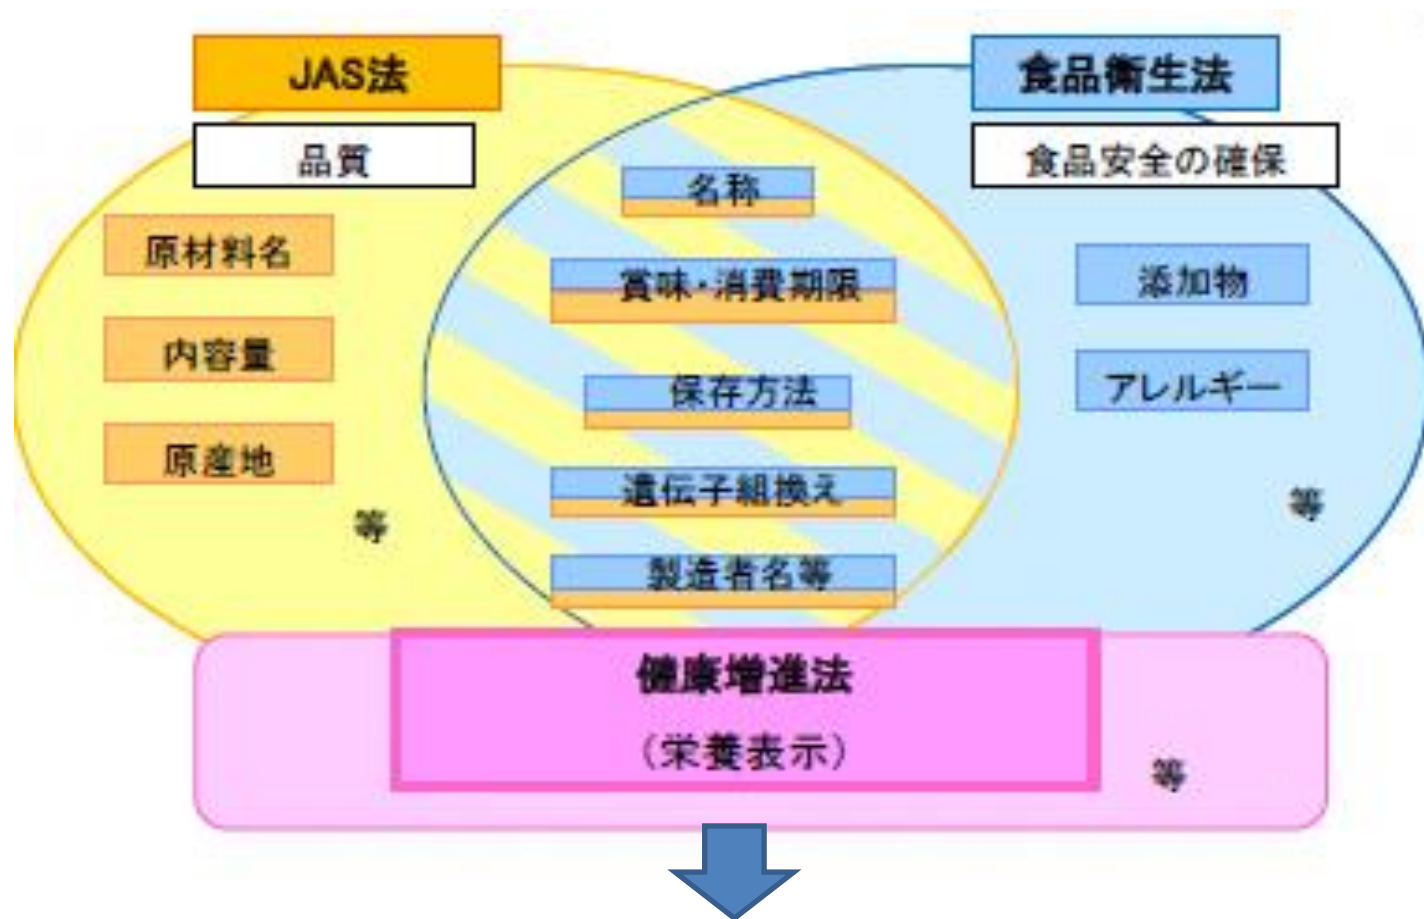 JAS法
品質
原材料名
内容量
原産地
等
名称
賞味・消費期限
保存方法
遺伝子組換え
製造者名等
食品衛生法
食品安全の確保
添加物
アレルギー
等
健康増進法
（栄養表示）
等